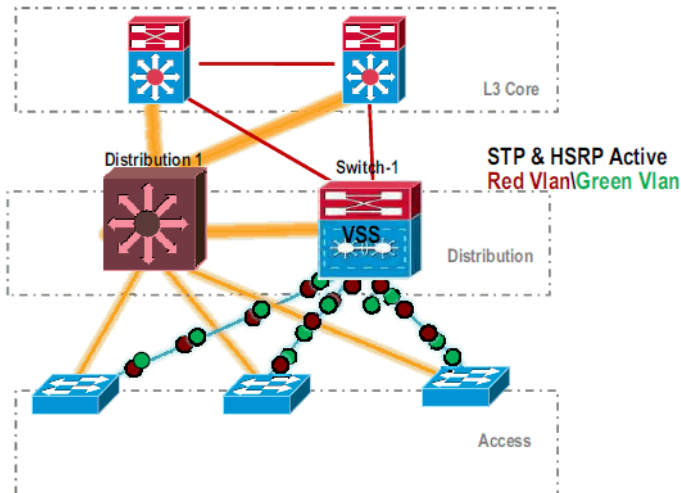 L3 Core
Distribution 1
Switch-1
STP & HSRP Active
Red Vlan\Green Vlan
VSS
Distribution
Access